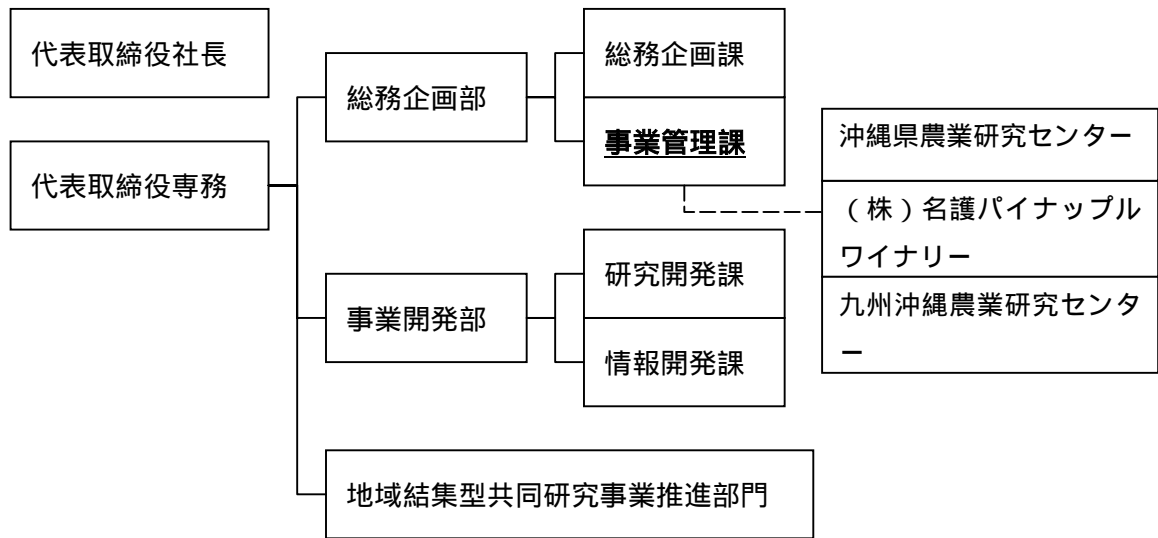 代表取締役社長
代表取締役専務
総務企画部
総務企画課
事業管理課
沖縄県農業研究センター
（株）名護パイナップル
ワイナリー
九州沖縄農業研究センタ
ー
事業開発部
研究開発課
情報開発課
地域結集型共同研究事業推進部門